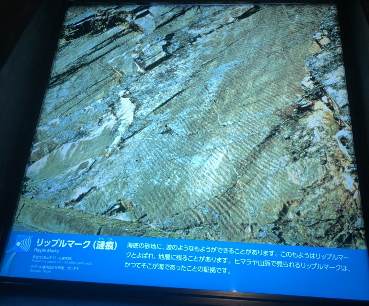 リップルマーク（漣痕）
Ripple Marks
海底の砂地に、波のようなもようができることがあります。このもようはリップルマー
クとよばれ、地層に残ることがあります。ヒマラヤ山脈で見られるリップルマークは、
かつてそこが海であったことの証拠です。